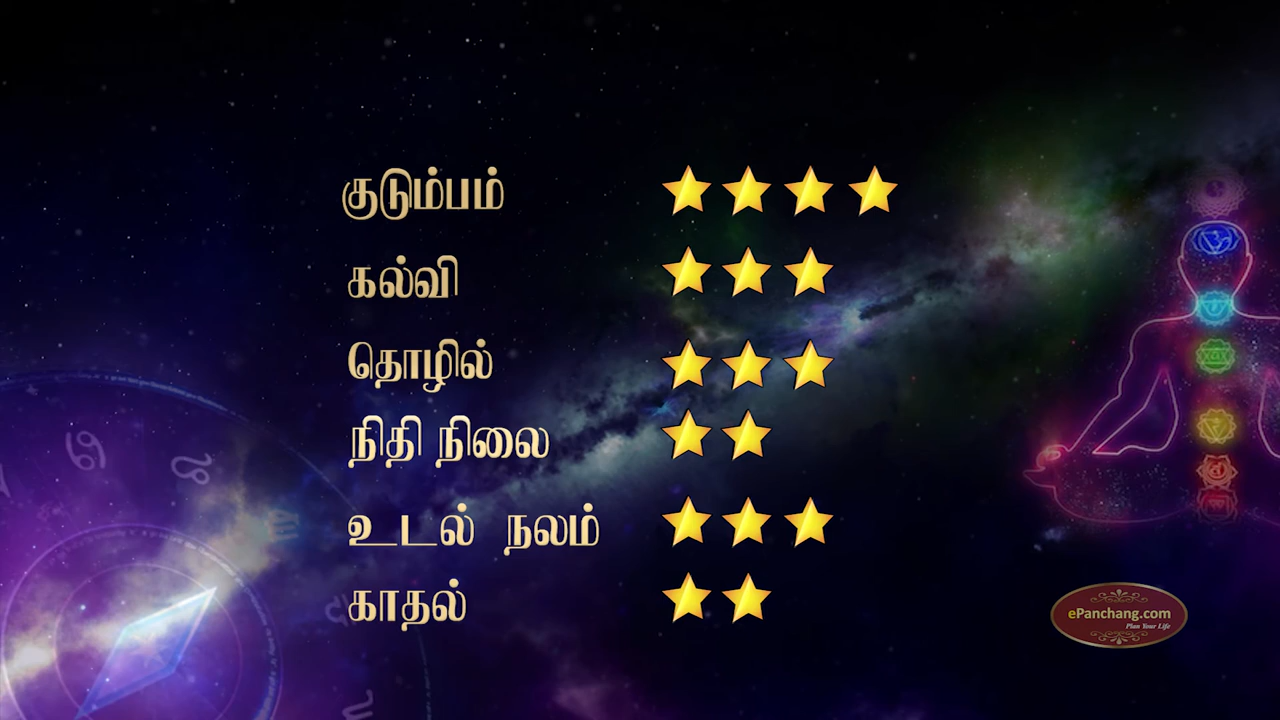 குடும்பம்
கல்வி
தொழில்
நிதி நிலை
உடல் நலம்
காதல்
ePanchang.com
Plan Your Life